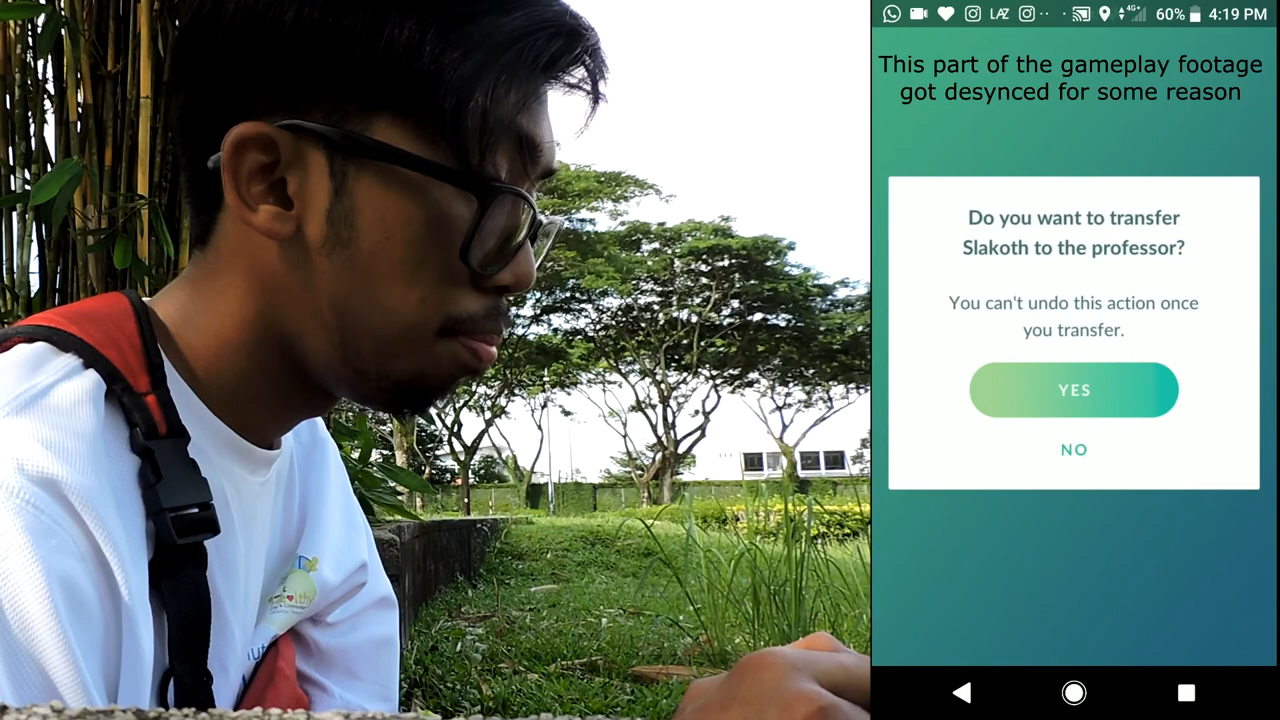 LAZ
4G+
60%
4:19 PM
This part of the gameplay footage
got desynced for some reason
Do you want to transfer
Slakoth to the professor?
You can't undo this action once
you transfer.
YES
NO